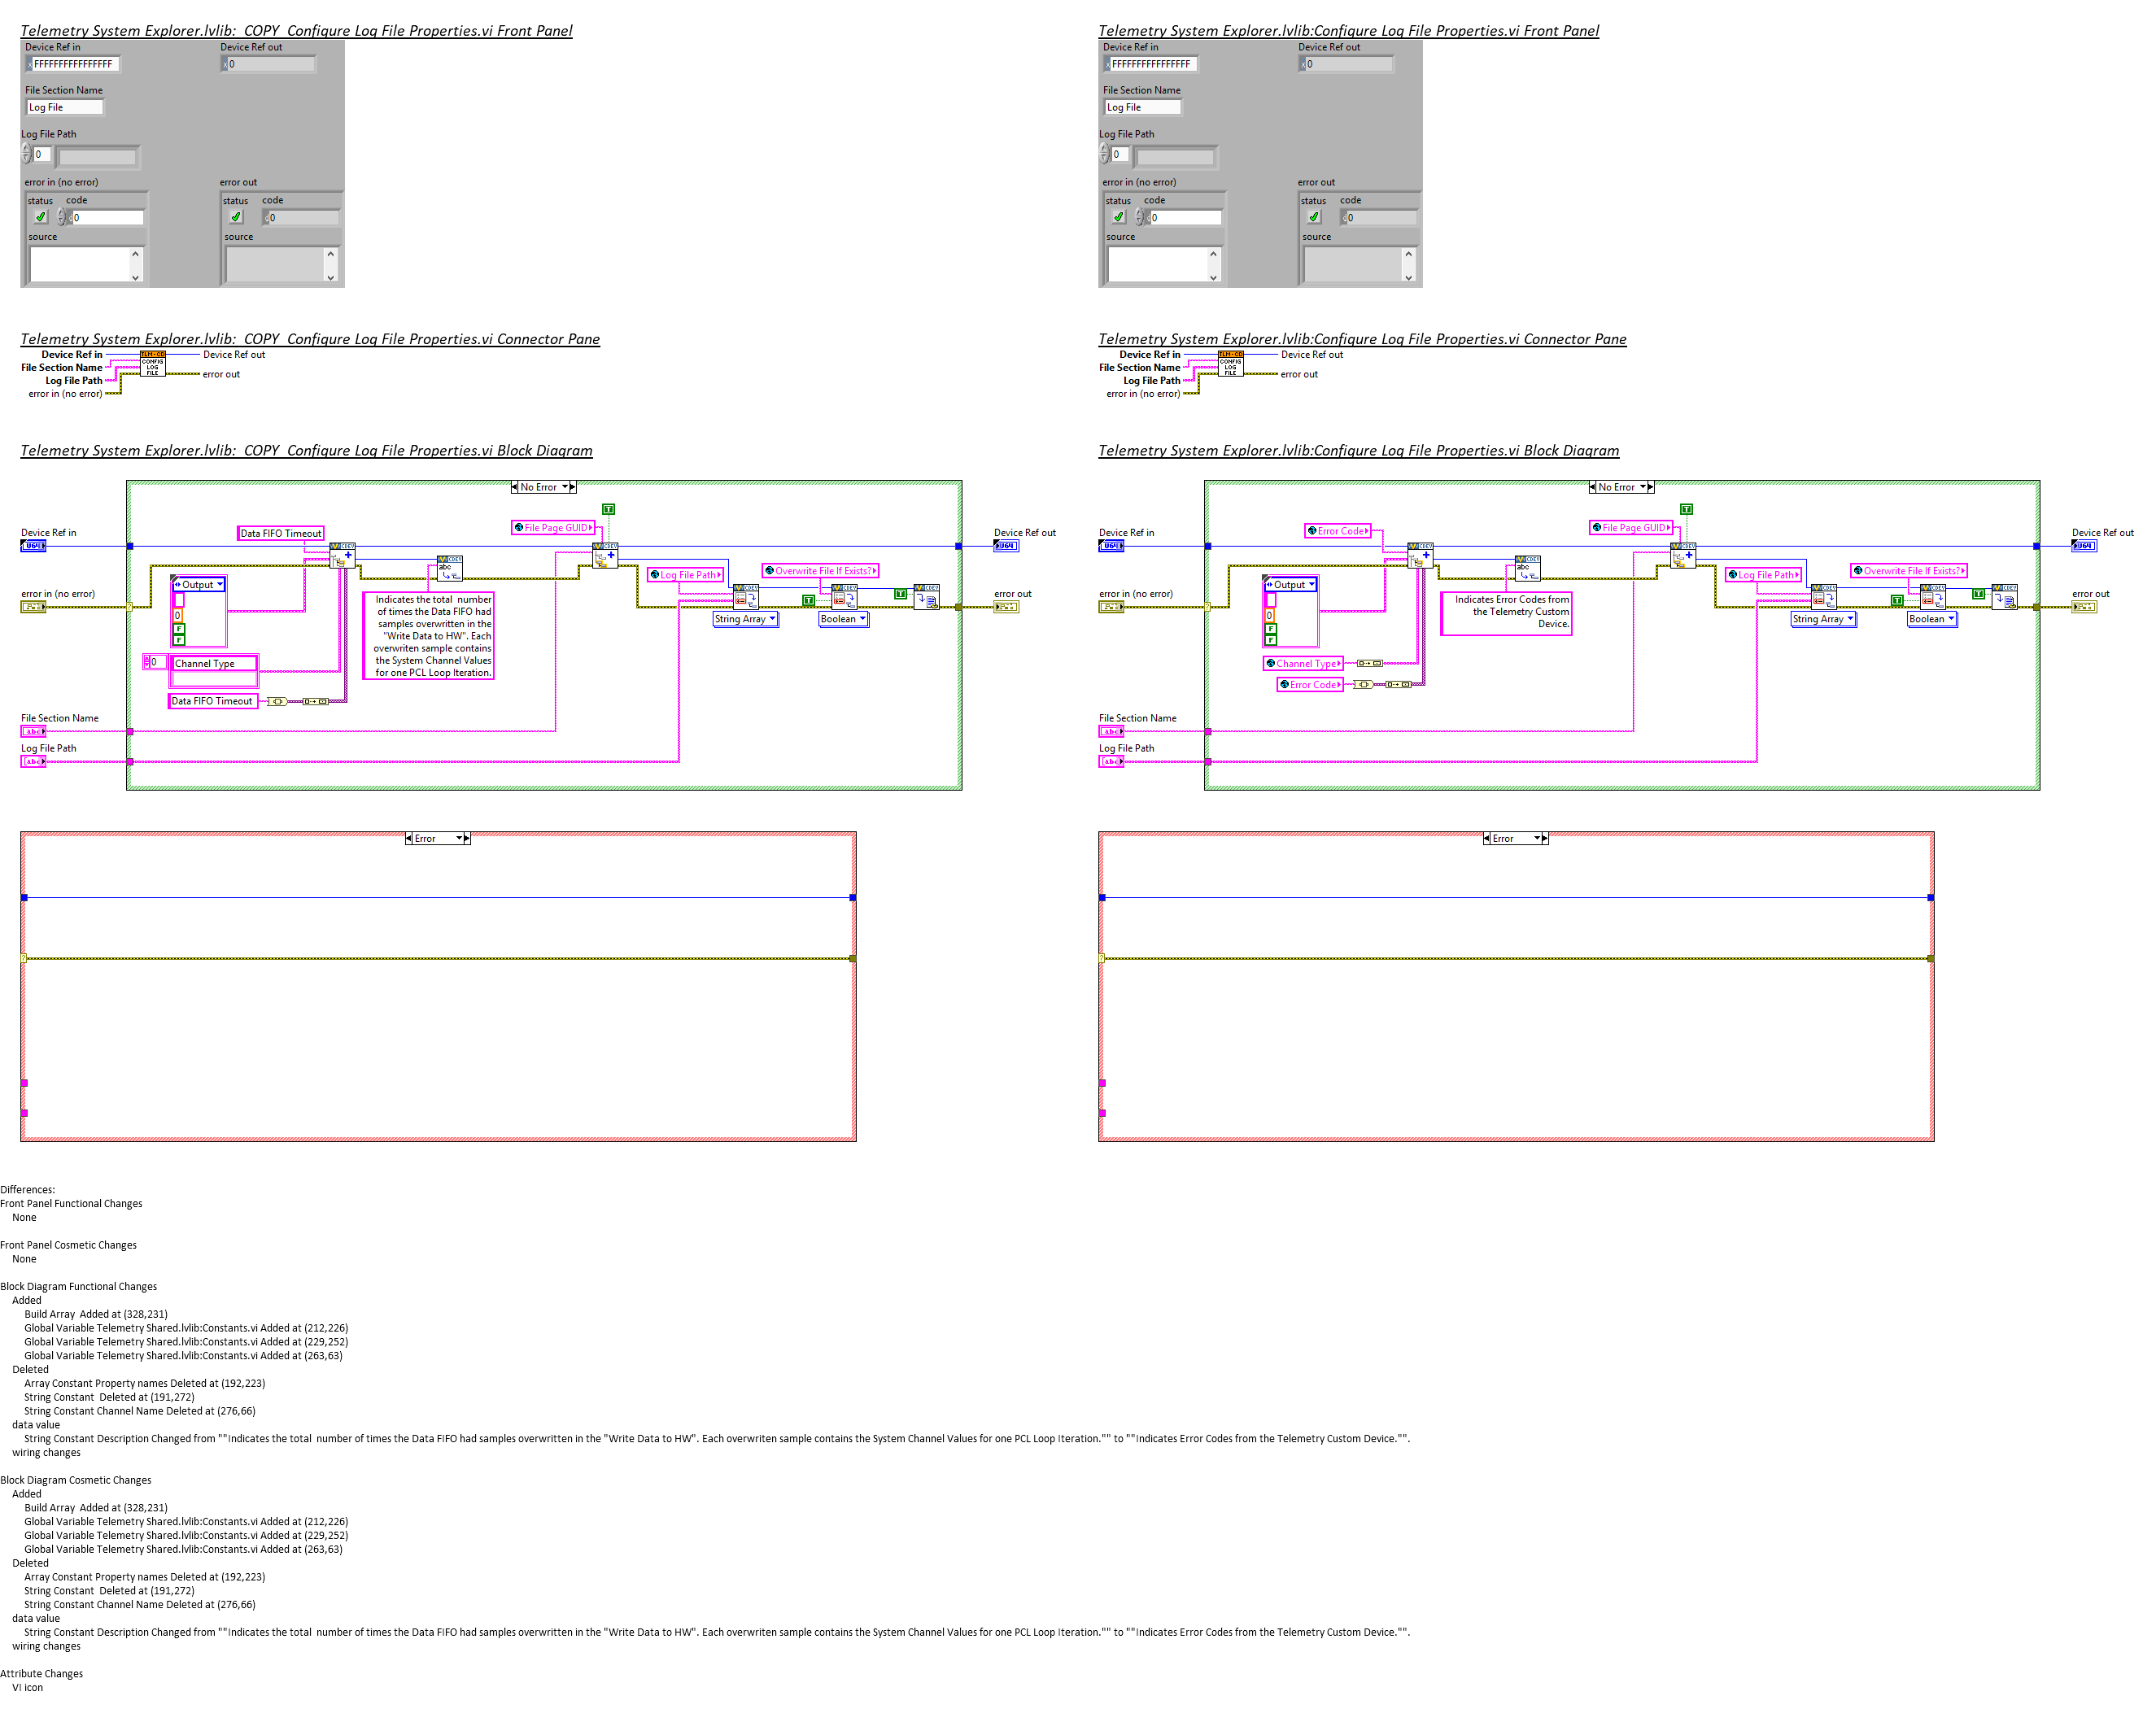 Telemetry System Explorer.lvlib:_COPY_Configure Log File Properties.vi Front Panel
Device Ref in
Device Ref out
x FFFFFFFFFFFFFFFF
x 0
File Section Name
Log File
Log File Path
0
error in (no error)
error out
status code
status code
d 0
d 0
source
source
Telemetry System Explorer.lvlib:Configure Log File Properties.vi Front Panel
Device Ref in
Device Ref out
x FFFFFFFFFFFFFFFF
x 0
File Section Name
Log File
Log File Path
0
error in (no error)
error out
status code
status code
d 0
d 0
source
source
Telemetry System Explorer.lvlib:_COPY_Configure Log File Properties.vi Connector Pane
Device Ref in
File Section Name
Log File Path
error in (no error)
TLM-CD
CONFIG
LOG
FILE
Device Ref out
error out
Telemetry System Explorer.lvlib:Configure Log File Properties.vi Connector Pane
Device Ref in
File Section Name
Log File Path
error in (no error)
TLM-CD
CONFIG
LOG
FILE
Device Ref out
error out
Telemetry System Explorer.lvlib:_COPY_Configure Log File Properties.vi Block Diagram
No Error
Device Ref in
U64
Data FIFO Timeout
File Page GUID
T
Device Ref out
U64
CDEV
abc
Output
0
F
F
error in (no error)
Log File Path
Overwrite File If Exists?
T
T
error out
String Array
Boolean
Indicates the total  number
of times the Data FIFO had
samples overwritten in the
"Write Data to HW". Each
overwriten sample contains
the System Channel Values
for one PCL Loop Iteration.
0
Channel Type
Data FIFO Timeout
File Section Name
abc
Log File Path
[abc]
Error
Telemetry System Explorer.lvlib:Configure Log File Properties.vi Block Diagram
No Error
Device Ref in
U64
Error Code
File Page GUID
T
Device Ref out
U64
CDEV
abc
Output
0
F
F
error in (no error)
Log File Path
Overwrite File If Exists?
T
T
error out
String Array
Boolean
Indicates Error Codes from
the Telemetry Custom
Device.
Channel Type
Error Code
File Section Name
abc
Log File Path
[abc]
Error
Differences:
Front Panel Functional Changes
None
Front Panel Cosmetic Changes
None
Block Diagram Functional Changes
Added
Build Array  Added at (328,231)
Global Variable Telemetry Shared.lvlib:Constants.vi Added at (212,226)
Global Variable Telemetry Shared.lvlib:Constants.vi Added at (229,252)
Global Variable Telemetry Shared.lvlib:Constants.vi Added at (263,63)
Deleted
Array Constant Property names Deleted at (192,223)
String Constant  Deleted at (191,272)
String Constant Channel Name Deleted at (276,66)
data value
String Constant Description Changed from ""Indicates the total  number of times the Data FIFO had samples overwritten in the "Write Data to HW". Each overwriten sample contains the System Channel Values for one PCL Loop Iteration."" to ""Indicates Error Codes from the Telemetry Custom Device."".
wiring changes
Block Diagram Cosmetic Changes
Added
Build Array  Added at (328,231)
Global Variable Telemetry Shared.lvlib:Constants.vi Added at (212,226)
Global Variable Telemetry Shared.lvlib:Constants.vi Added at (229,252)
Global Variable Telemetry Shared.lvlib:Constants.vi Added at (263,63)
Deleted
Array Constant Property names Deleted at (192,223)
String Constant  Deleted at (191,272)
String Constant Channel Name Deleted at (276,66)
data value
String Constant Description Changed from ""Indicates the total  number of times the Data FIFO had samples overwritten in the "Write Data to HW". Each overwriten sample contains the System Channel Values for one PCL Loop Iteration."" to ""Indicates Error Codes from the Telemetry Custom Device."".
wiring changes
Attribute Changes
VI icon